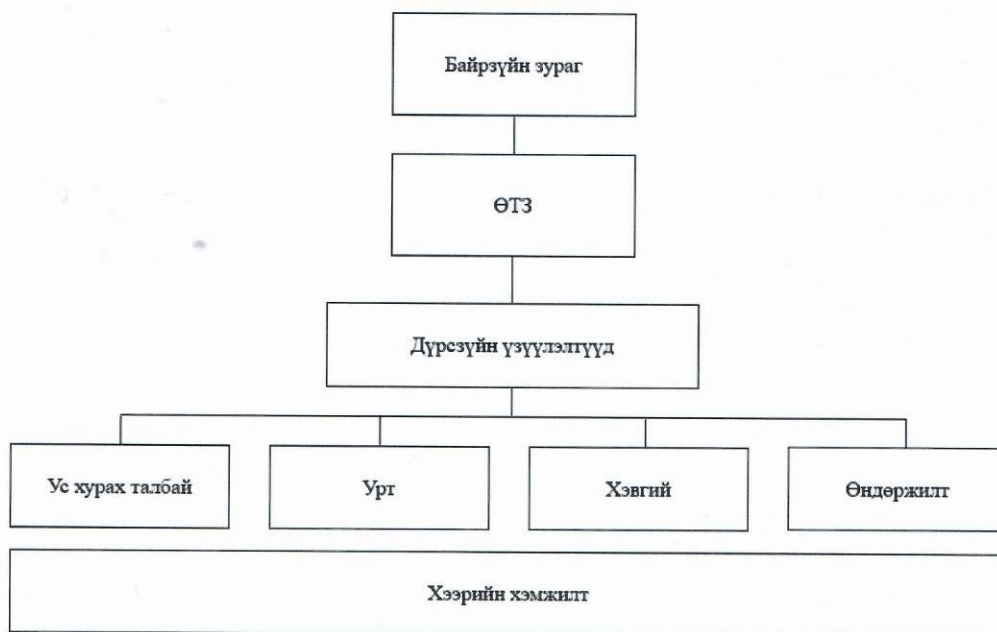 Байрзүйн зураг
ӨТЗ
Дүрсзүйн үзүүлэлтүүд
Ус хурах талбай
Урт
Хэвгий
Өндөржилт
Хээрийн хэмжилт